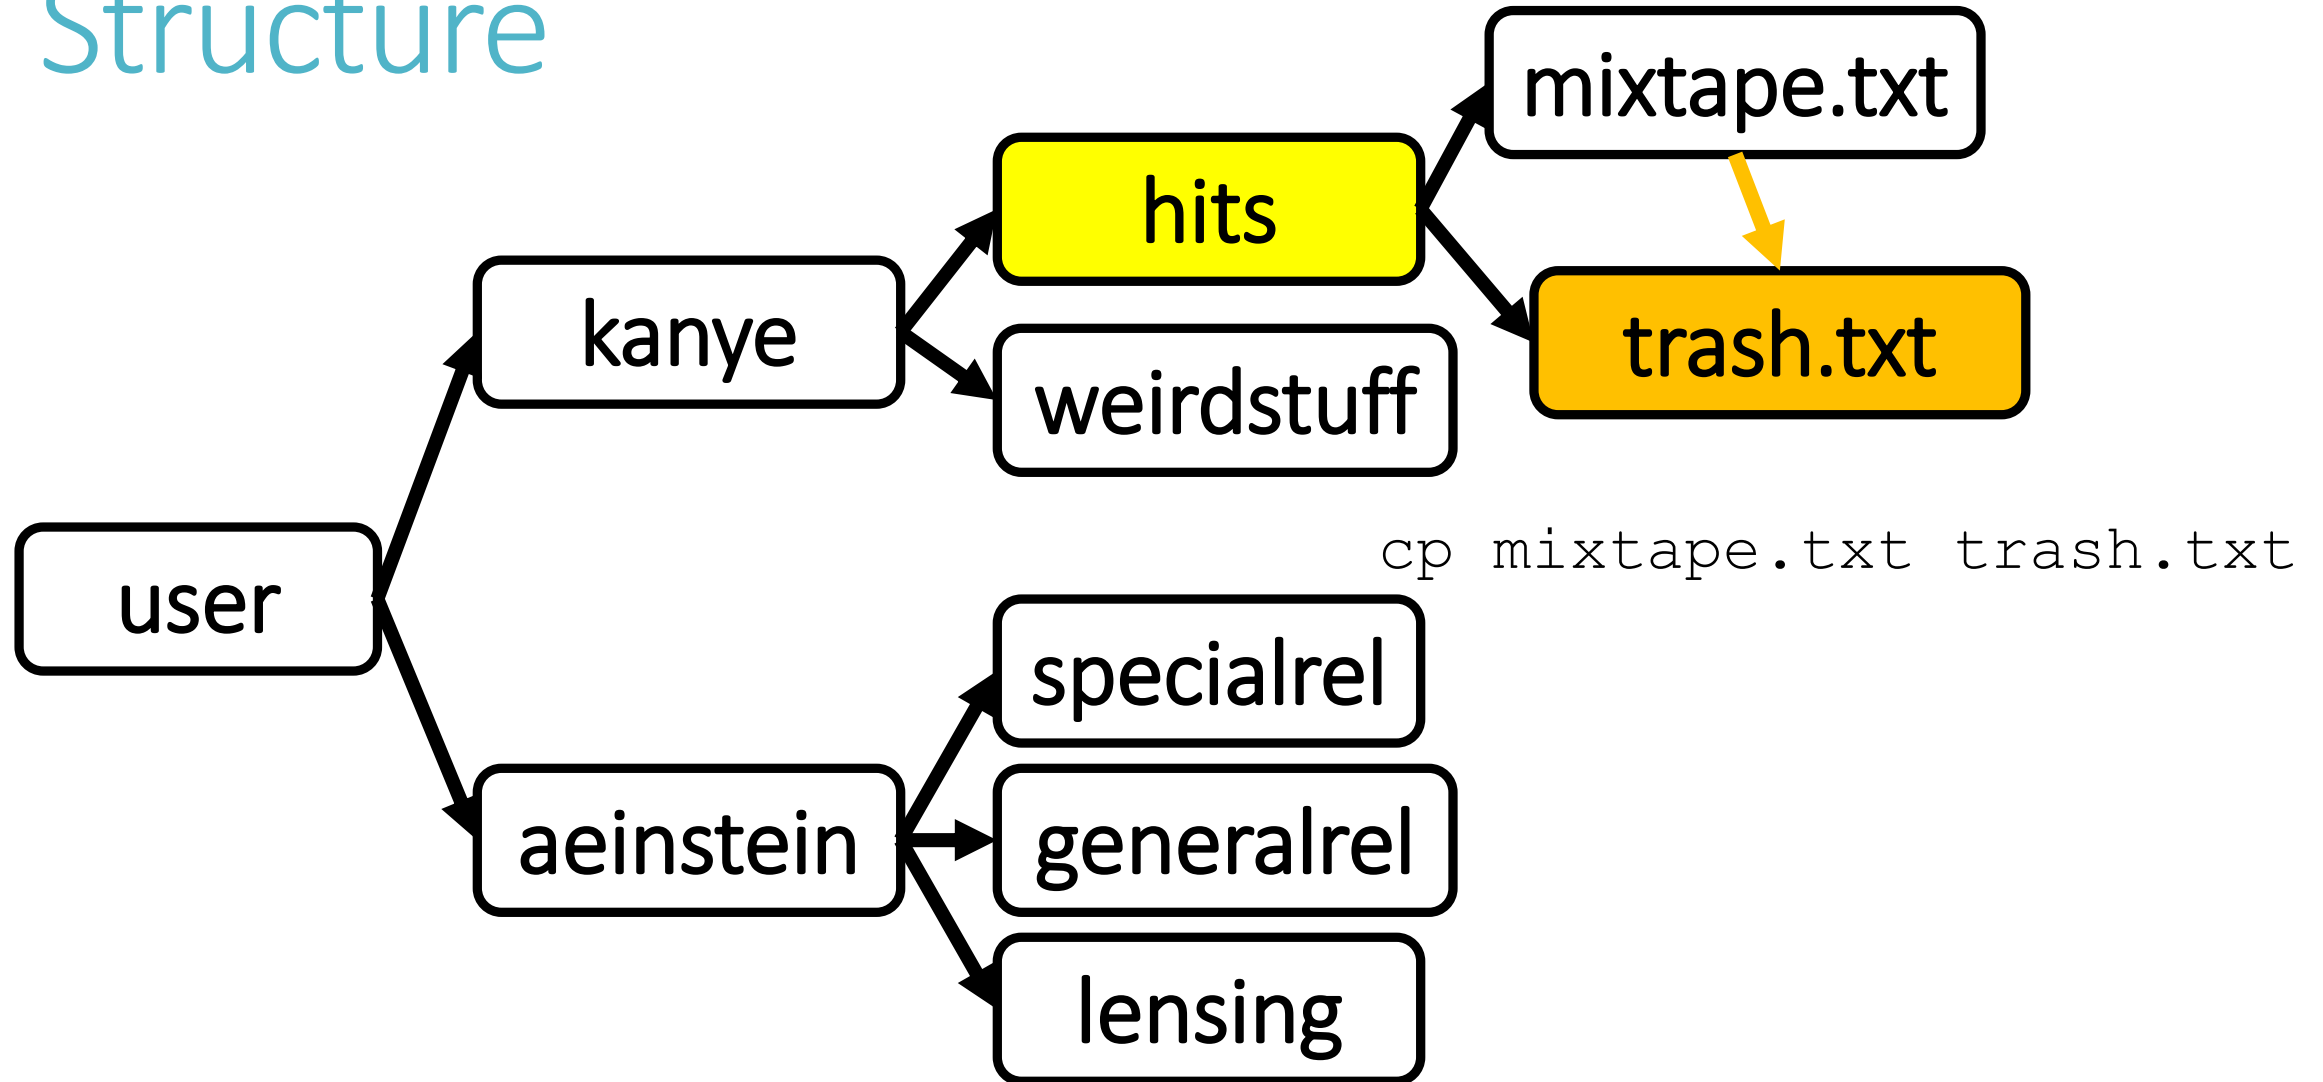 Structure
mixtape.txt
hits
kanye
trash.txt
weirdstuff
cp mixtape.txt trash.txt
user
specialrel
aeinstein
generalrel
lensing